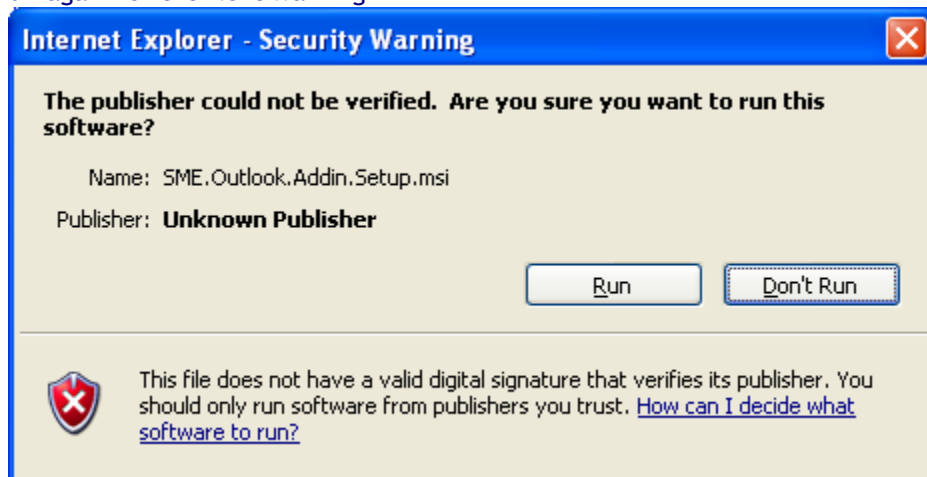 Internet Explorer - Security Warning
The publisher could not be verified. Are you sure you want to run this
software?
Name: SME.Outlook.Addin.Setup.msi
Publisher: Unknown Publisher
Run
Don't Run
This file does not have a valid digital signature that verifies its publisher. You
should only run software from publishers you trust. How can I decide what
software to run?